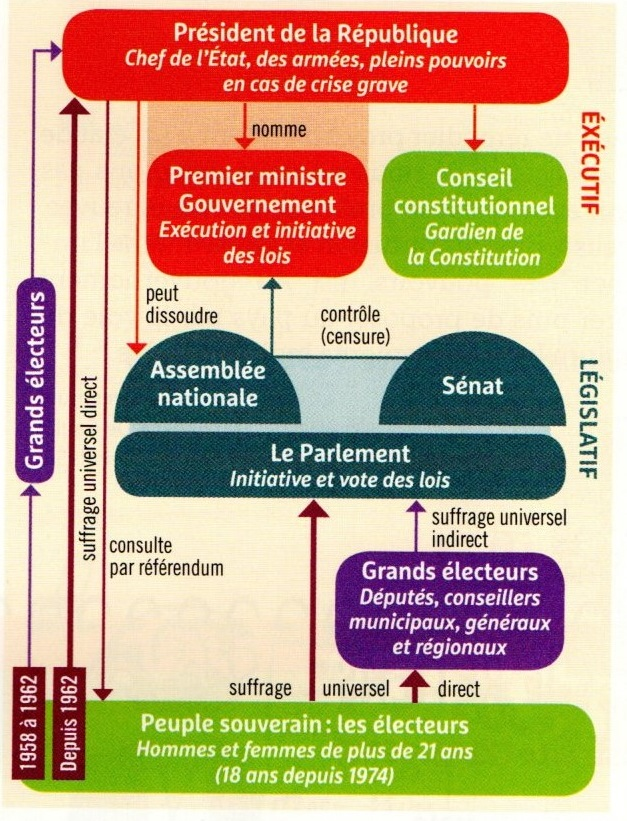 Président de la République
Chef de l'État, des armées, pleins pouvoirs
en cas de crise grave
nomme
Premier ministre
Gouvernement
Exécution et initiative
des lois
Conseil
constitutionnel
Gardien de
la Constitution
ÉXÉCUTIF
peut
dissoudre
contrôle
(censure)
Assemblée
nationale
Sénat
Le Parlement
Initiative et vote des lois
LÉGISLATIF
Grands électeurs
suffrage universel direct
consulte
par référendum
suffrage universel
indirect
Grands électeurs
Députés, conseillers
municipaux, généraux
et régionaux
suffrage universel direct
1958 à 1962
Depuis 1962
Peuple souverain : les électeurs
Hommes et femmes de plus de 21 ans
(18 ans depuis 1974)